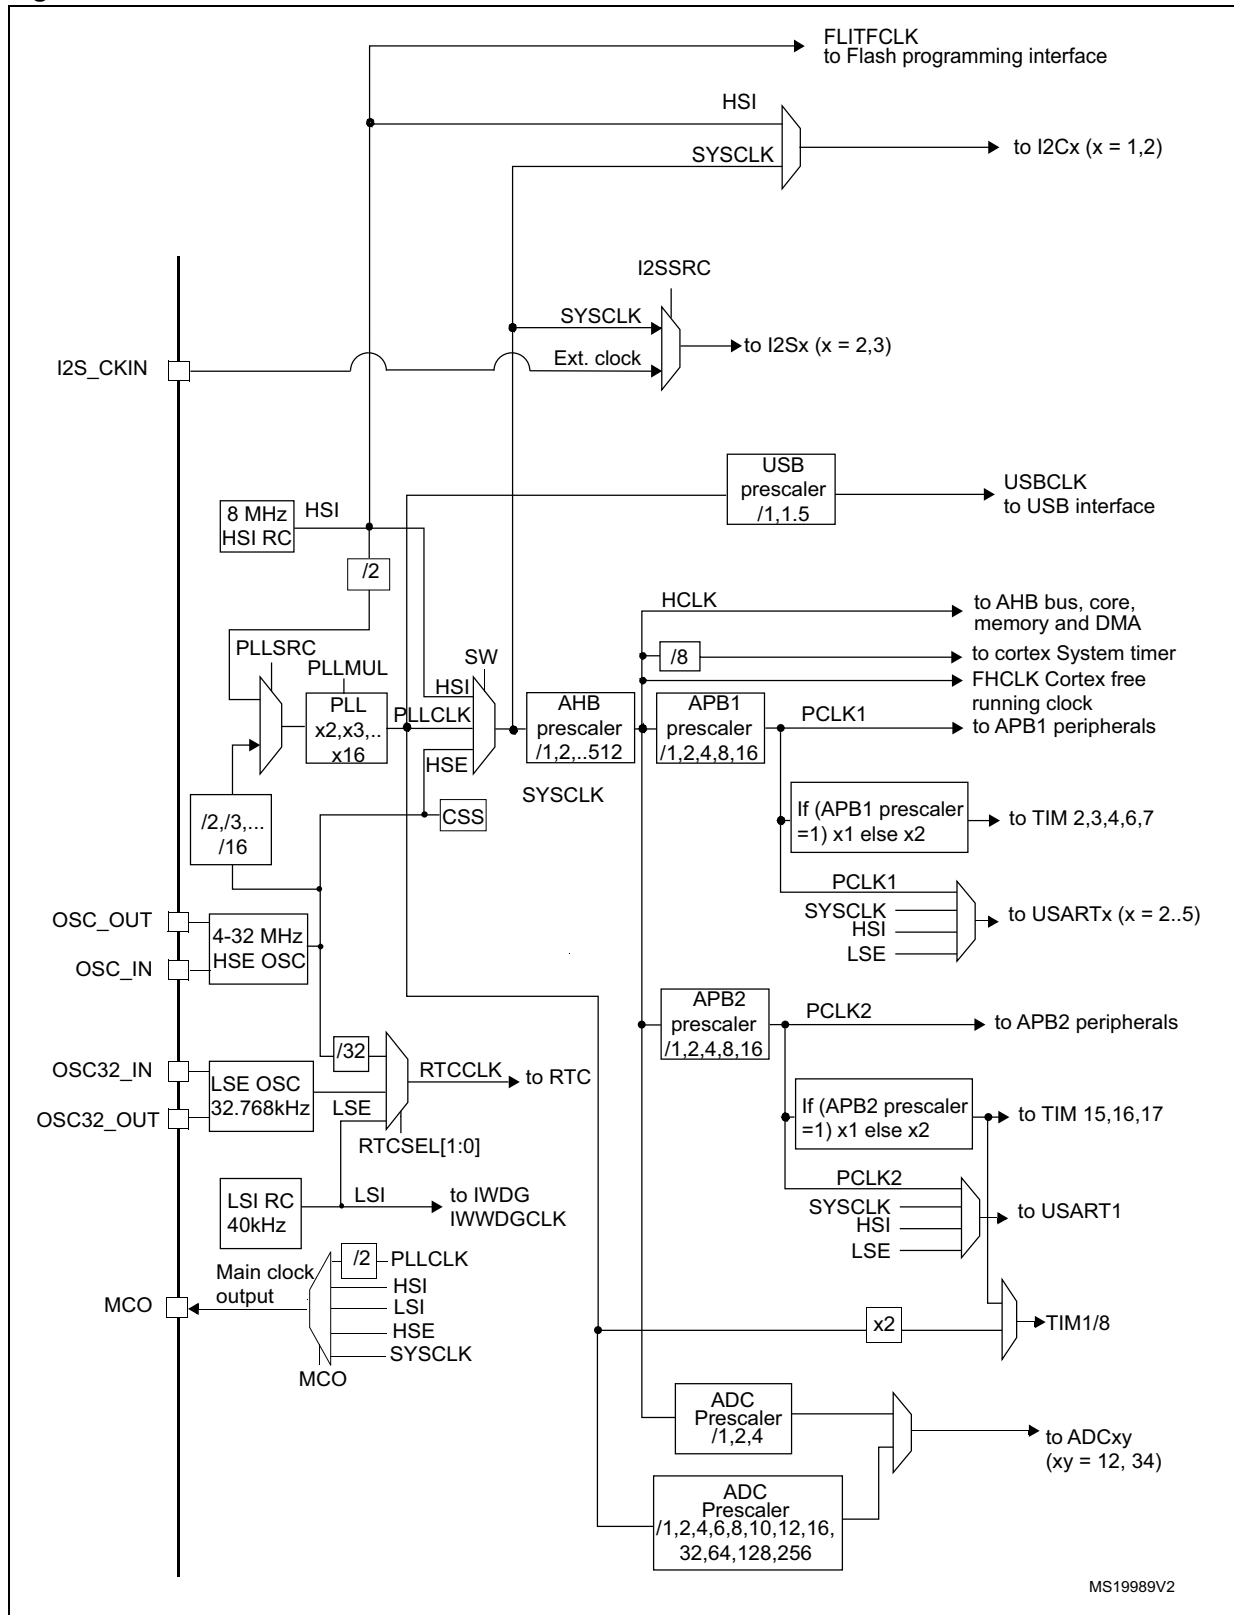 FLITFCLK
to Flash programming interface
HSI
to I2Cx (x = 1,2)
SYSCLK
I2SSRC
SYSCLK
to I2Sx (x = 2,3)
Ext. clock
I2S_CKIN
USB
prescaler
/1,1.5
USBCLK
to USB interface
8 MHz
HSI RC
HSI
/2
HCLK
to AHB bus, core,
memory and DMA
/8
to cortex System timer
FHCLK Cortex free
running clock
PLLSRC
PLLMUL
PLL
x2,x3,..
x16
SW
HSI
PLLCLK
HSE
AHB
prescaler
/1,2,..512
APB1
prescaler
/1,2,4,8,16
PCLK1
to APB1 peripherals
SYSCLK
CSS
/2,/3,...
/16
If (APB1 prescaler
=1) x1 else x2
to TIM 2,3,4,6,7
PCLK1
SYSCLK
HSI
LSE
to USARTx (x = 2..5)
OSC_OUT
OSC_IN
4-32 MHz
HSE OSC
APB2
prescaler
/1,2,4,8,16
PCLK2
to APB2 peripherals
/32
OSC32_IN
OSC32_OUT
LSE OSC
32.768kHz
LSE
RTCCLK
to RTC
RTCSEL[1:0]
If (APB2 prescaler
=1) x1 else x2
to TIM 15,16,17
LSI RC
40kHz
LSI
to IWDG
IWWDGCLK
PCLK2
SYSCLK
HSI
LSE
to USART1
MCO
Main clock
output
/2
PLLCLK
HSI
LSI
HSE
SYSCLK
MCO
x2
TIM1/8
ADC
Prescaler
/1,2,4
to ADCxy
(xy = 12, 34)
ADC
Prescaler
/1,2,4,6,8,10,12,16,
32,64,128,256
MS19989V2